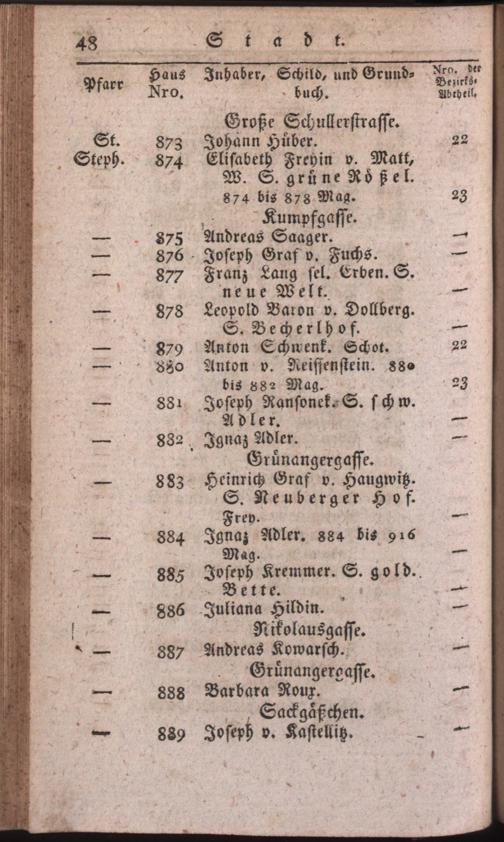 48 Stadt.
Pfarr Haus Nro. Inhaber, Schild, und Grund= buch. Nro. der Bezirks= Abtheil.
Große Schullerstrasse.
St. 873 Johann Hüber. 22
Steph. 874 Elisabeth Freyin v. Matt,
W. S. grüne Rößel.
874 bis 878 Mag. 23
Kumpfgasse.
— 875 Andreas Saager. —
— 876 Joseph Graf v. Fuchs. —
— 877 Franz Lang sel. Erben. S.
neue Welt. —
— 878 Leopold Baron v. Dollberg.
S. Becherlhof. —
— 879 Anton Schwenk. Schot. 22
— 880 Anton v. Reissenstein. 880
bis 882 Mag. 23
— 881 Joseph Ransonek. S. schw.
Adler. —
— 882 Ignaz Adler. —
Grünangergasse.
— 883 Heinrich Graf v. Haugwitz.
S. Neuberger Hof.
Frey. —
— 884 Ignaz Adler. 884 bis 916
Mag. —
— 885 Joseph Kremmer. S. gold.
Bette. —
— 886 Juliana Hildin. —
Nikolausgasse.
— 887 Andreas Kowarsch. —
Grünangergasse.
— 888 Barbara Roux. —
Sackgäßchen.
— 889 Joseph v. Kastellitz. —